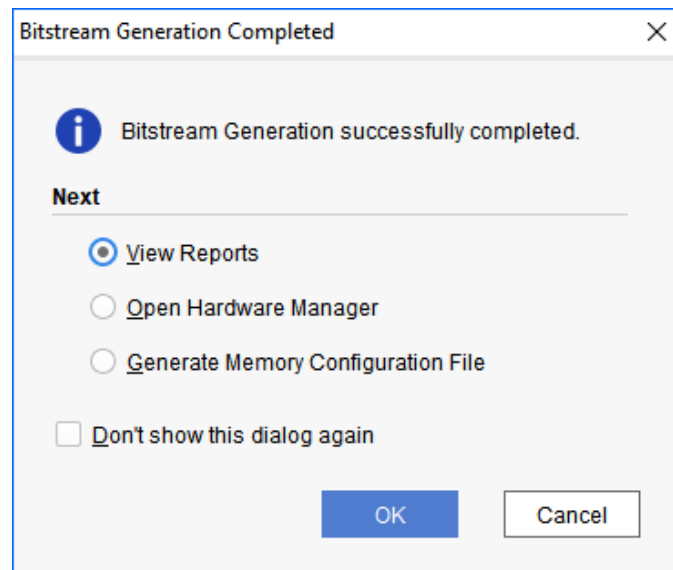 Bitstream Generation Completed
Bitstream Generation successfully completed.
Next
View Reports
Open Hardware Manager
Generate Memory Configuration File
Don't show this dialog again
OK
Cancel